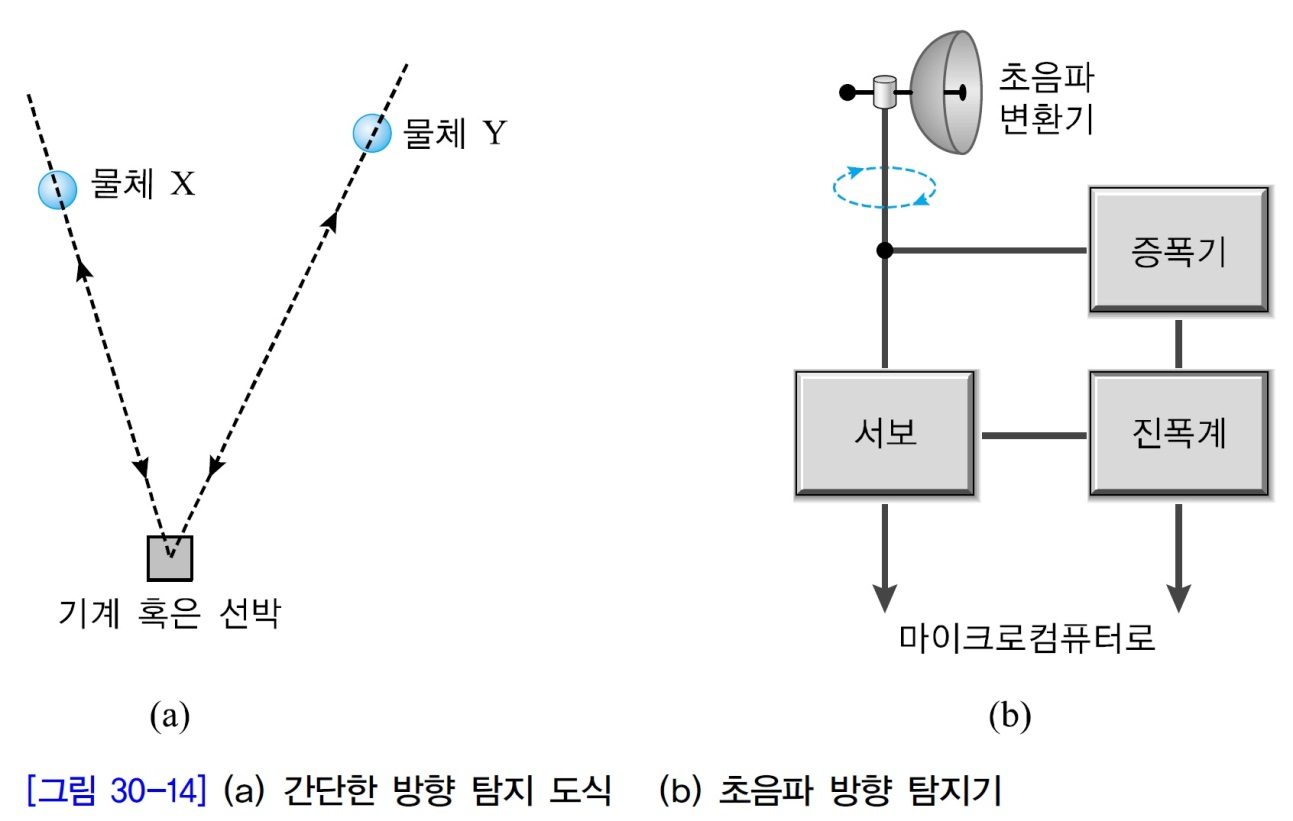 물체 X
물체 Y
기계 혹은 선박
(a)
초음파
변환기
증폭기
서보
진폭계
마이크로컴퓨터로
(b)
[그림 30-14] (a) 간단한 방향 탐지 도식 (b) 초음파 방향 탐지기